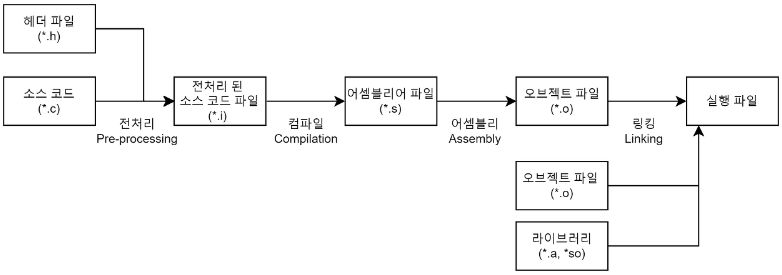 헤더 파일
(*.h)
소스 코드
(*.c)
전처리 된
소스 코드 파일
(*.i)
어셈블리어 파일
(*.s)
오브젝트 파일
(*.o)
실행 파일
전처리
Pre-processing
컴파일
Compilation
어셈블리
Assembly
링킹
Linking
오브젝트 파일
(*.o)
라이브러리
(*.a, *so)